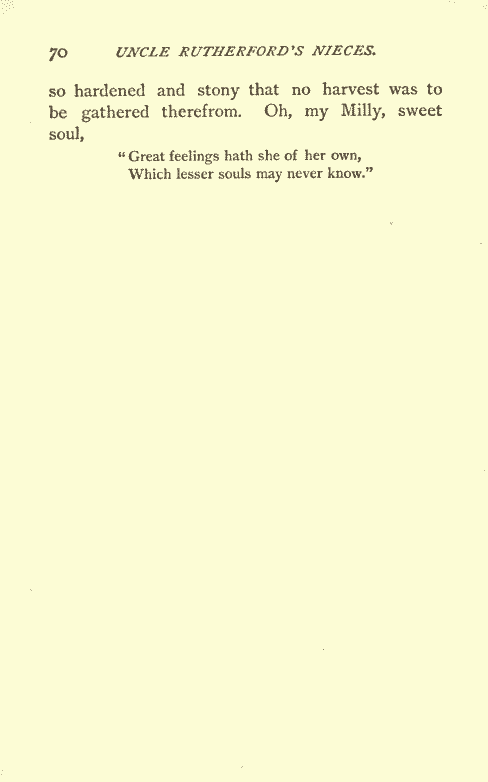 70 UNCLE RUTHERFORD'S NIECES.
so hardened and stony that no harvest was to
be gathered therefrom. Oh, my Milly, sweet
soul,
"Great feelings hath she of her own,
Which lesser souls may never know."